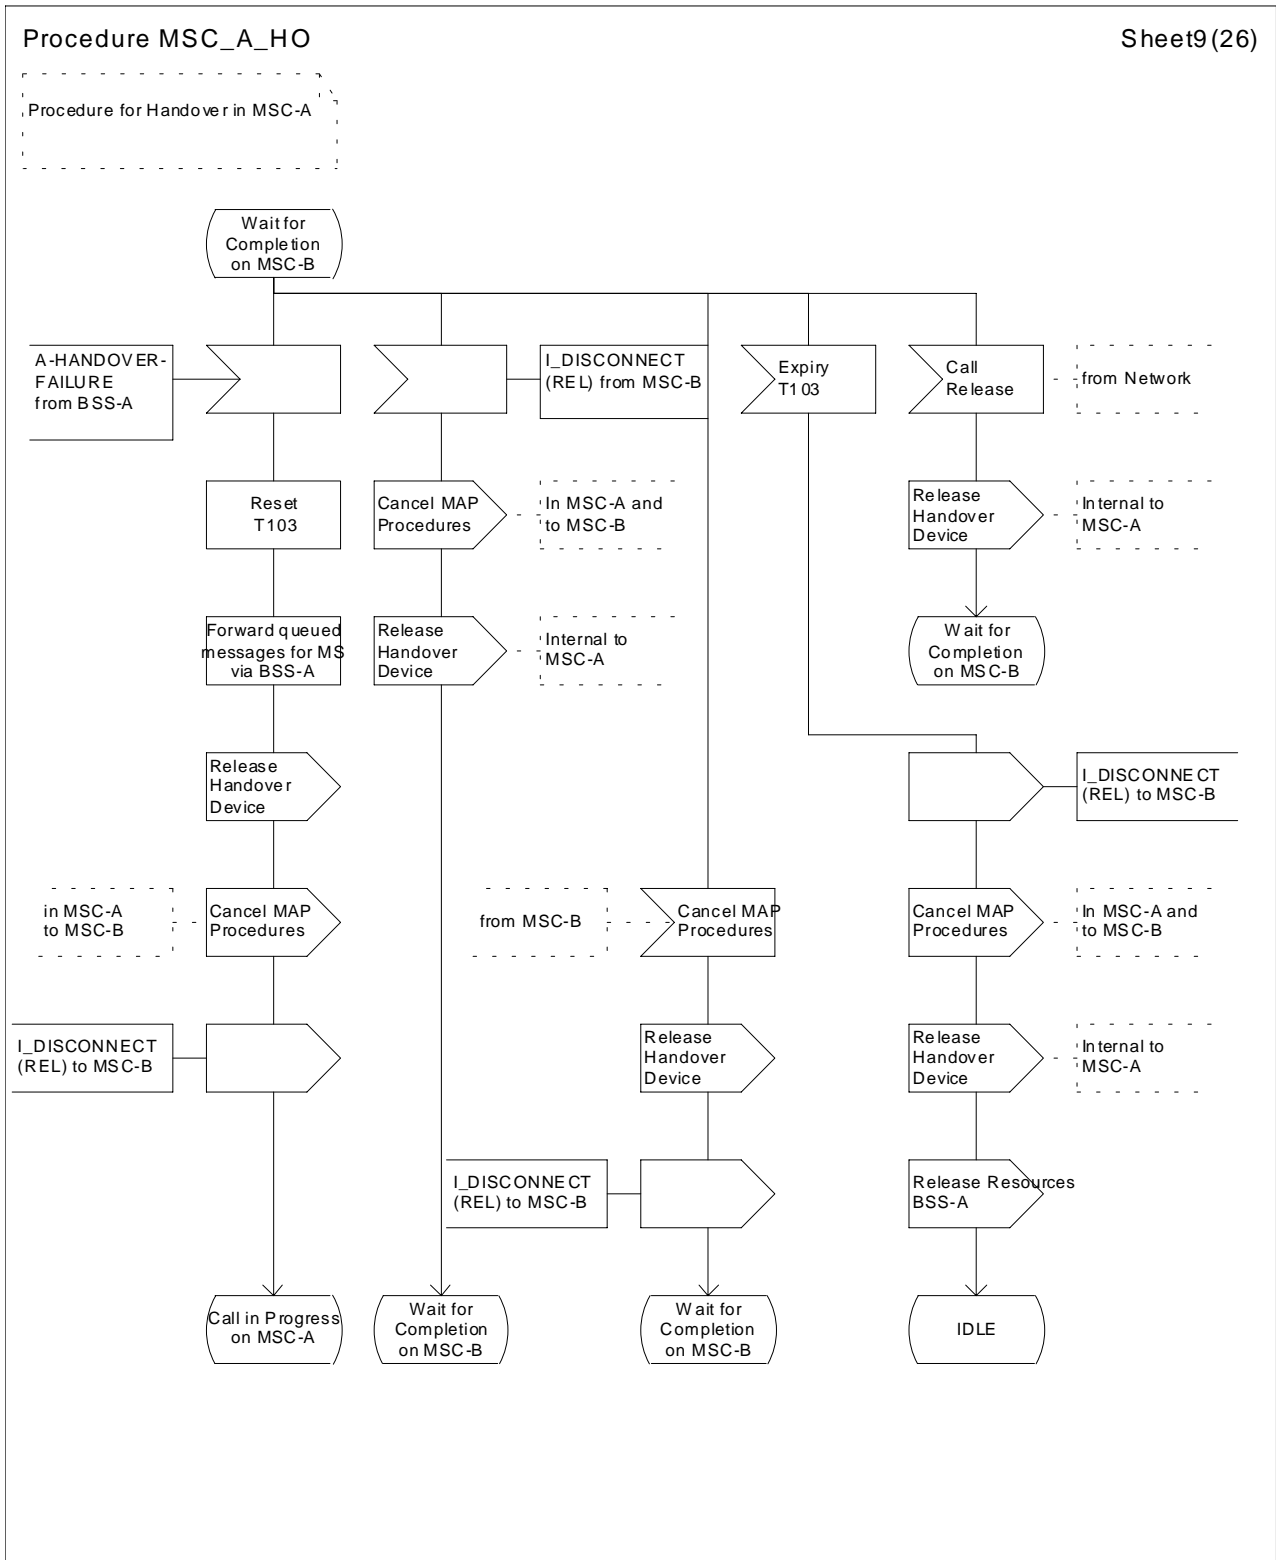 Procedure MSC_A_HO
Sheet9(26)
Procedure for Handover in MSC-A
Wait for
Completion
on MSC-B
A-HANDOVER-
FAILURE
from BSS-A
I_DISCONNECT
(REL) from MSC-B
Expiry
T103
Call
Release
from Network
Reset
T103
Cancel MAP
Procedures
In MSC-A and
to MSC-B
Release
Handover
Device
Internal to
MSC-A
Forward queued
messages for MS
via BSS-A
Release
Handover
Device
Internal to
MSC-A
Wait for
Completion
on MSC-B
Release
Handover
Device
I_DISCONNECT
(REL) to MSC-B
in MSC-A
to MSC-B
Cancel MAP
Procedures
from MSC-B
Cancel MAP
Procedures
Cancel MAP
Procedures
In MSC-A and
to MSC-B
I_DISCONNECT
(REL) to MSC-B
Release
Handover
Device
Release
Handover
Device
Internal to
MSC-A
I_DISCONNECT
(REL) to MSC-B
Release Resources
BSS-A
Call in Progress
on MSC-A
Wait for
Completion
on MSC-B
Wait for
Completion
on MSC-B
IDLE